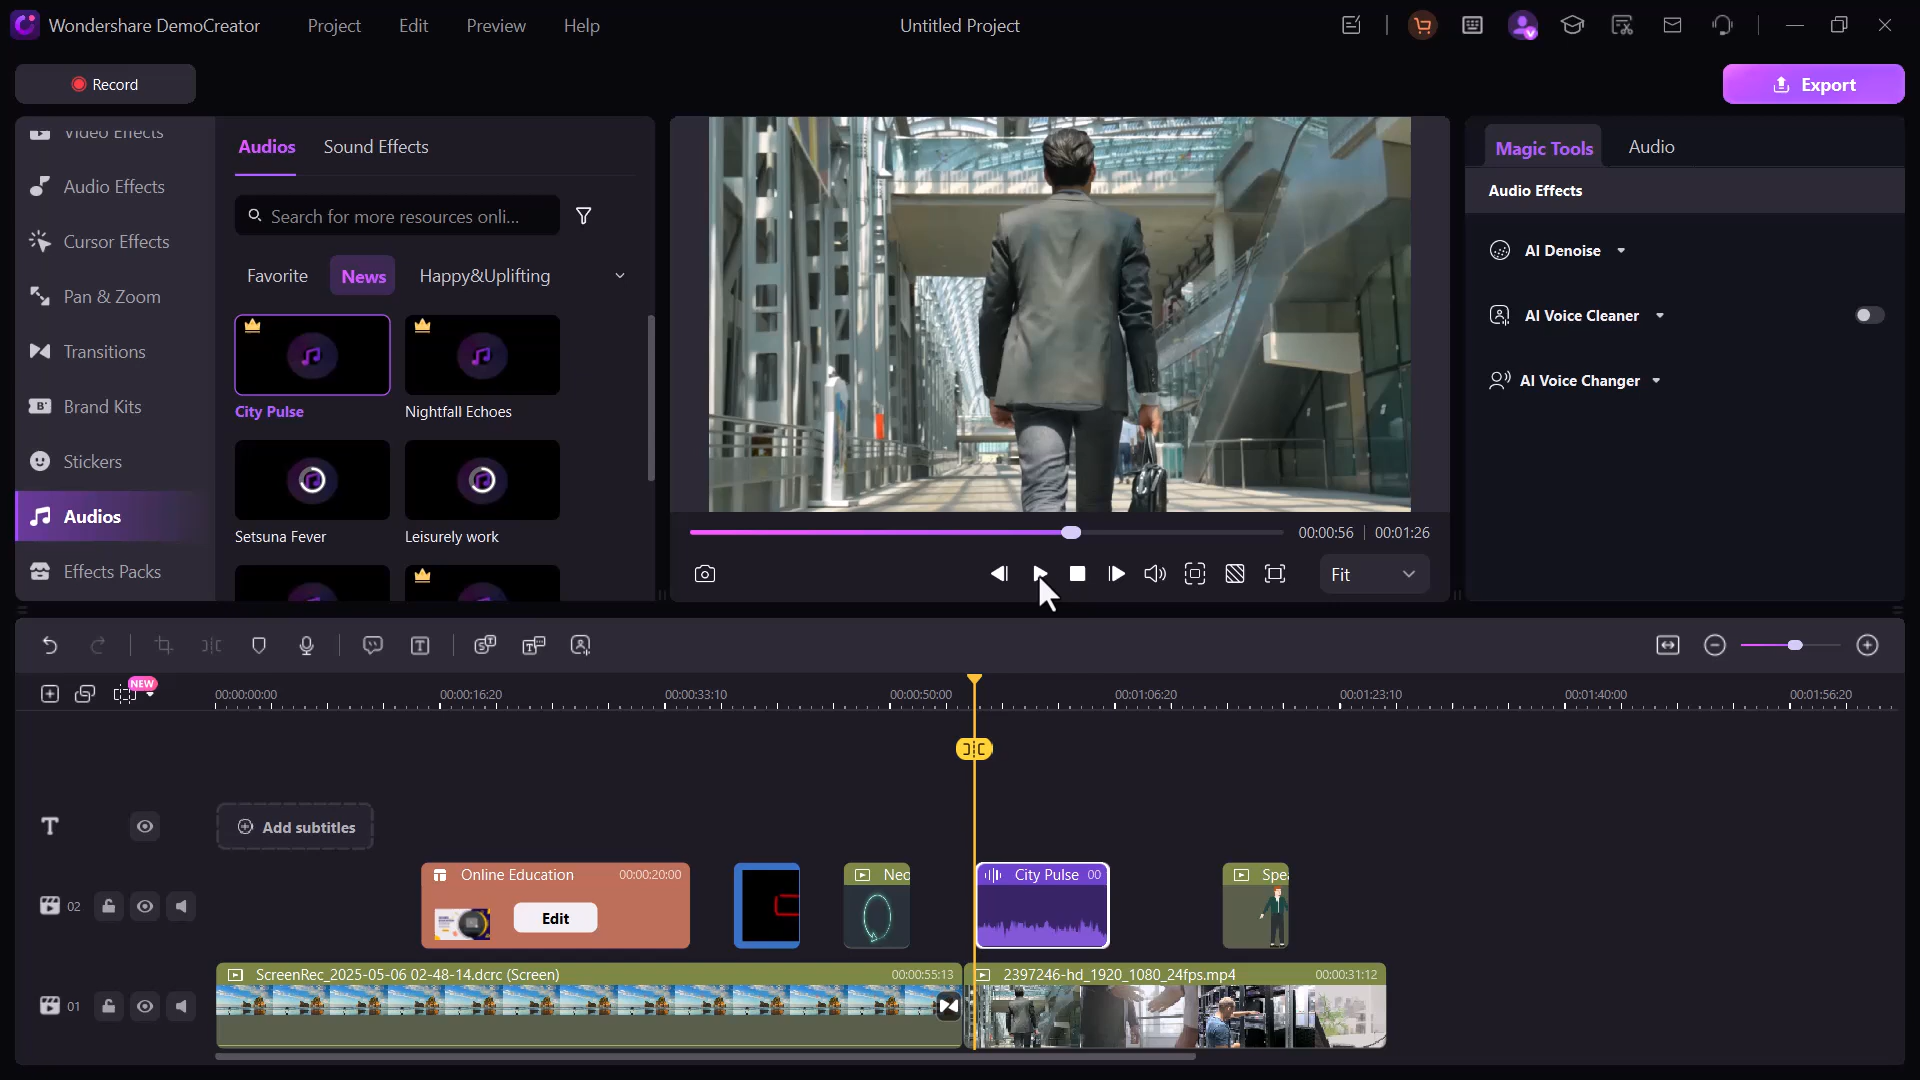 Wondershare DemoCreator
Project
Edit
Preview
Help
Untitled Project
Record
Export
Video Effects
Audio Effects
Cursor Effects
Pan & Zoom
Transitions
Brand Kits
Stickers
Audios
Effects Packs
Audios
Sound Effects
Search for more resources onli...
Favorite
News
Happy&Uplifting
City Pulse
Nightfall Echoes
Setsuna Fever
Leisurely work
00:00:56 | 00:01:26
Fit
Magic Tools
Audio
Audio Effects
AI Denoise
AI Voice Cleaner
AI Voice Changer
NEW
00:00:00:00
00:00:16:20
00:00:33:10
00:00:50:00
00:01:06:20
00:01:23:10
00:01:40:00
00:01:56:20
T
Add subtitles
02
Online Education
00:00:20:00
Edit
Neo
City Pulse
00
Spe
01
ScreenRec_2025-05-06 02-48-14.dcrc (Screen)
00:00:55:13
2397246-hd_1920_1080_24fps.mp4
00:00:31:12